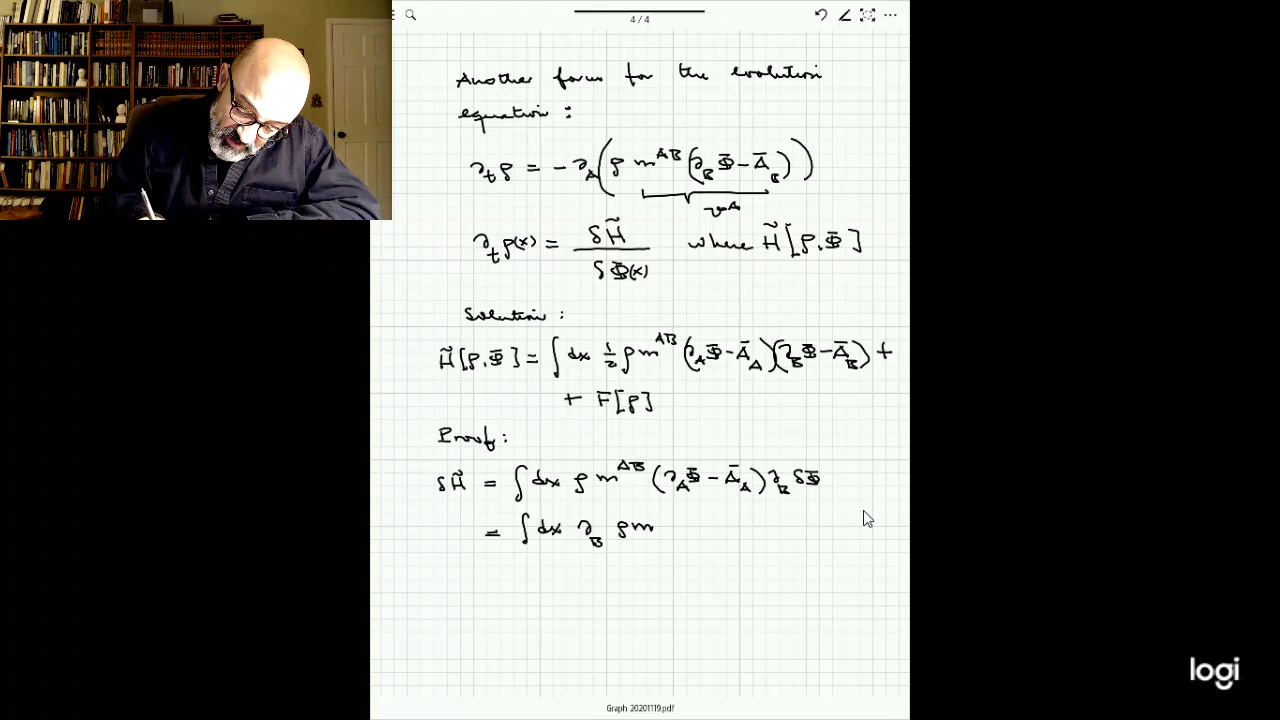 4 / 4
Another form for the evolution
equation :
∂_t ρ = − ∂_A ( ρ m^{AB} (∂_B Φ − Ā_B) )
v^A
∂_t ρ(x) = δH̃ / δΦ(x) where H̃[ρ,Φ]
Solution :
H̃[ρ,Φ] = ∫ dx 1/2 ρ m^{AB} (∂_A Φ − Ā_A)(∂_B Φ − Ā_B) +
+ F[ρ]
Proof :
δH̃ = ∫ dx ρ m^{AB} (∂_A Φ − Ā_A) ∂_B δΦ
= ∫ dx ∂_B ρ m
Graph 20201119.pdf
logi